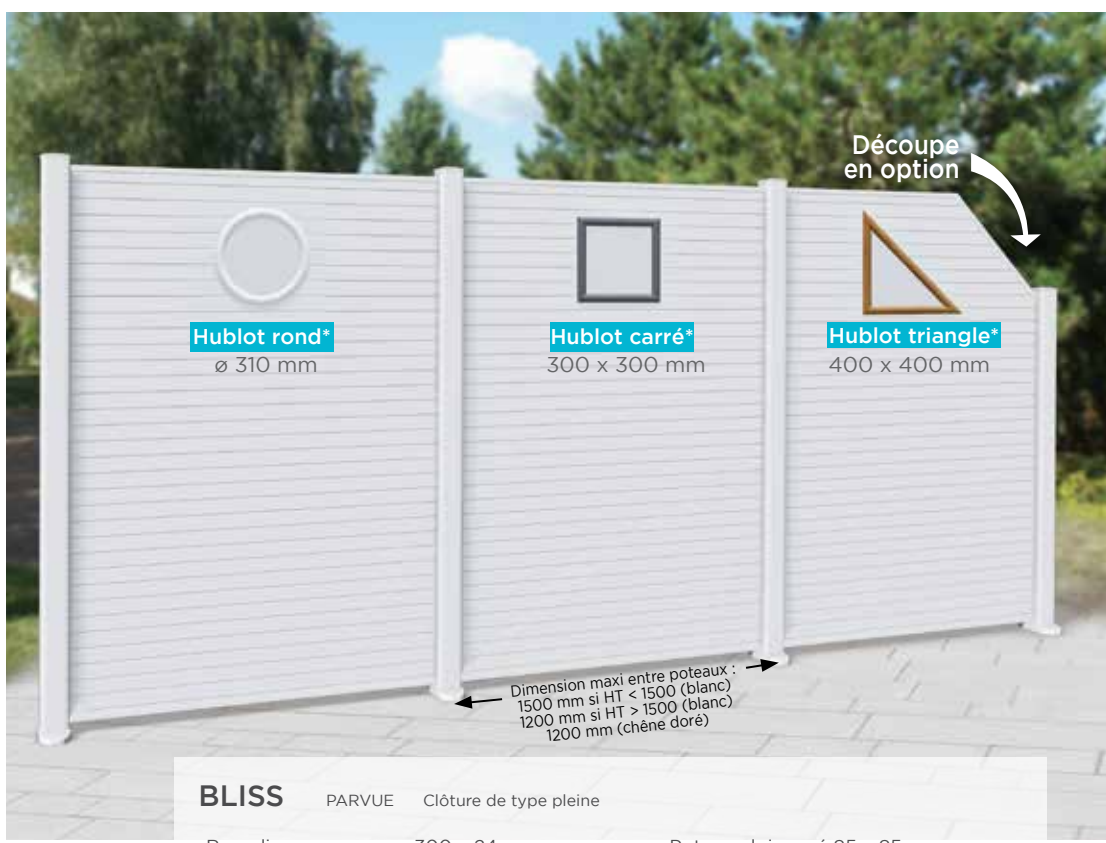 Découpe
en option
Hublot rond*
ø 310 mm
Hublot carré*
300 x 300 mm
Hublot triangle*
400 x 400 mm
Dimension maxi entre poteaux :
1500 mm si HT < 1500 (blanc)
1200 mm si HT > 1500 (blanc)
1200 mm (chêne doré)
BLISS PARVUE Clôture de type pleine